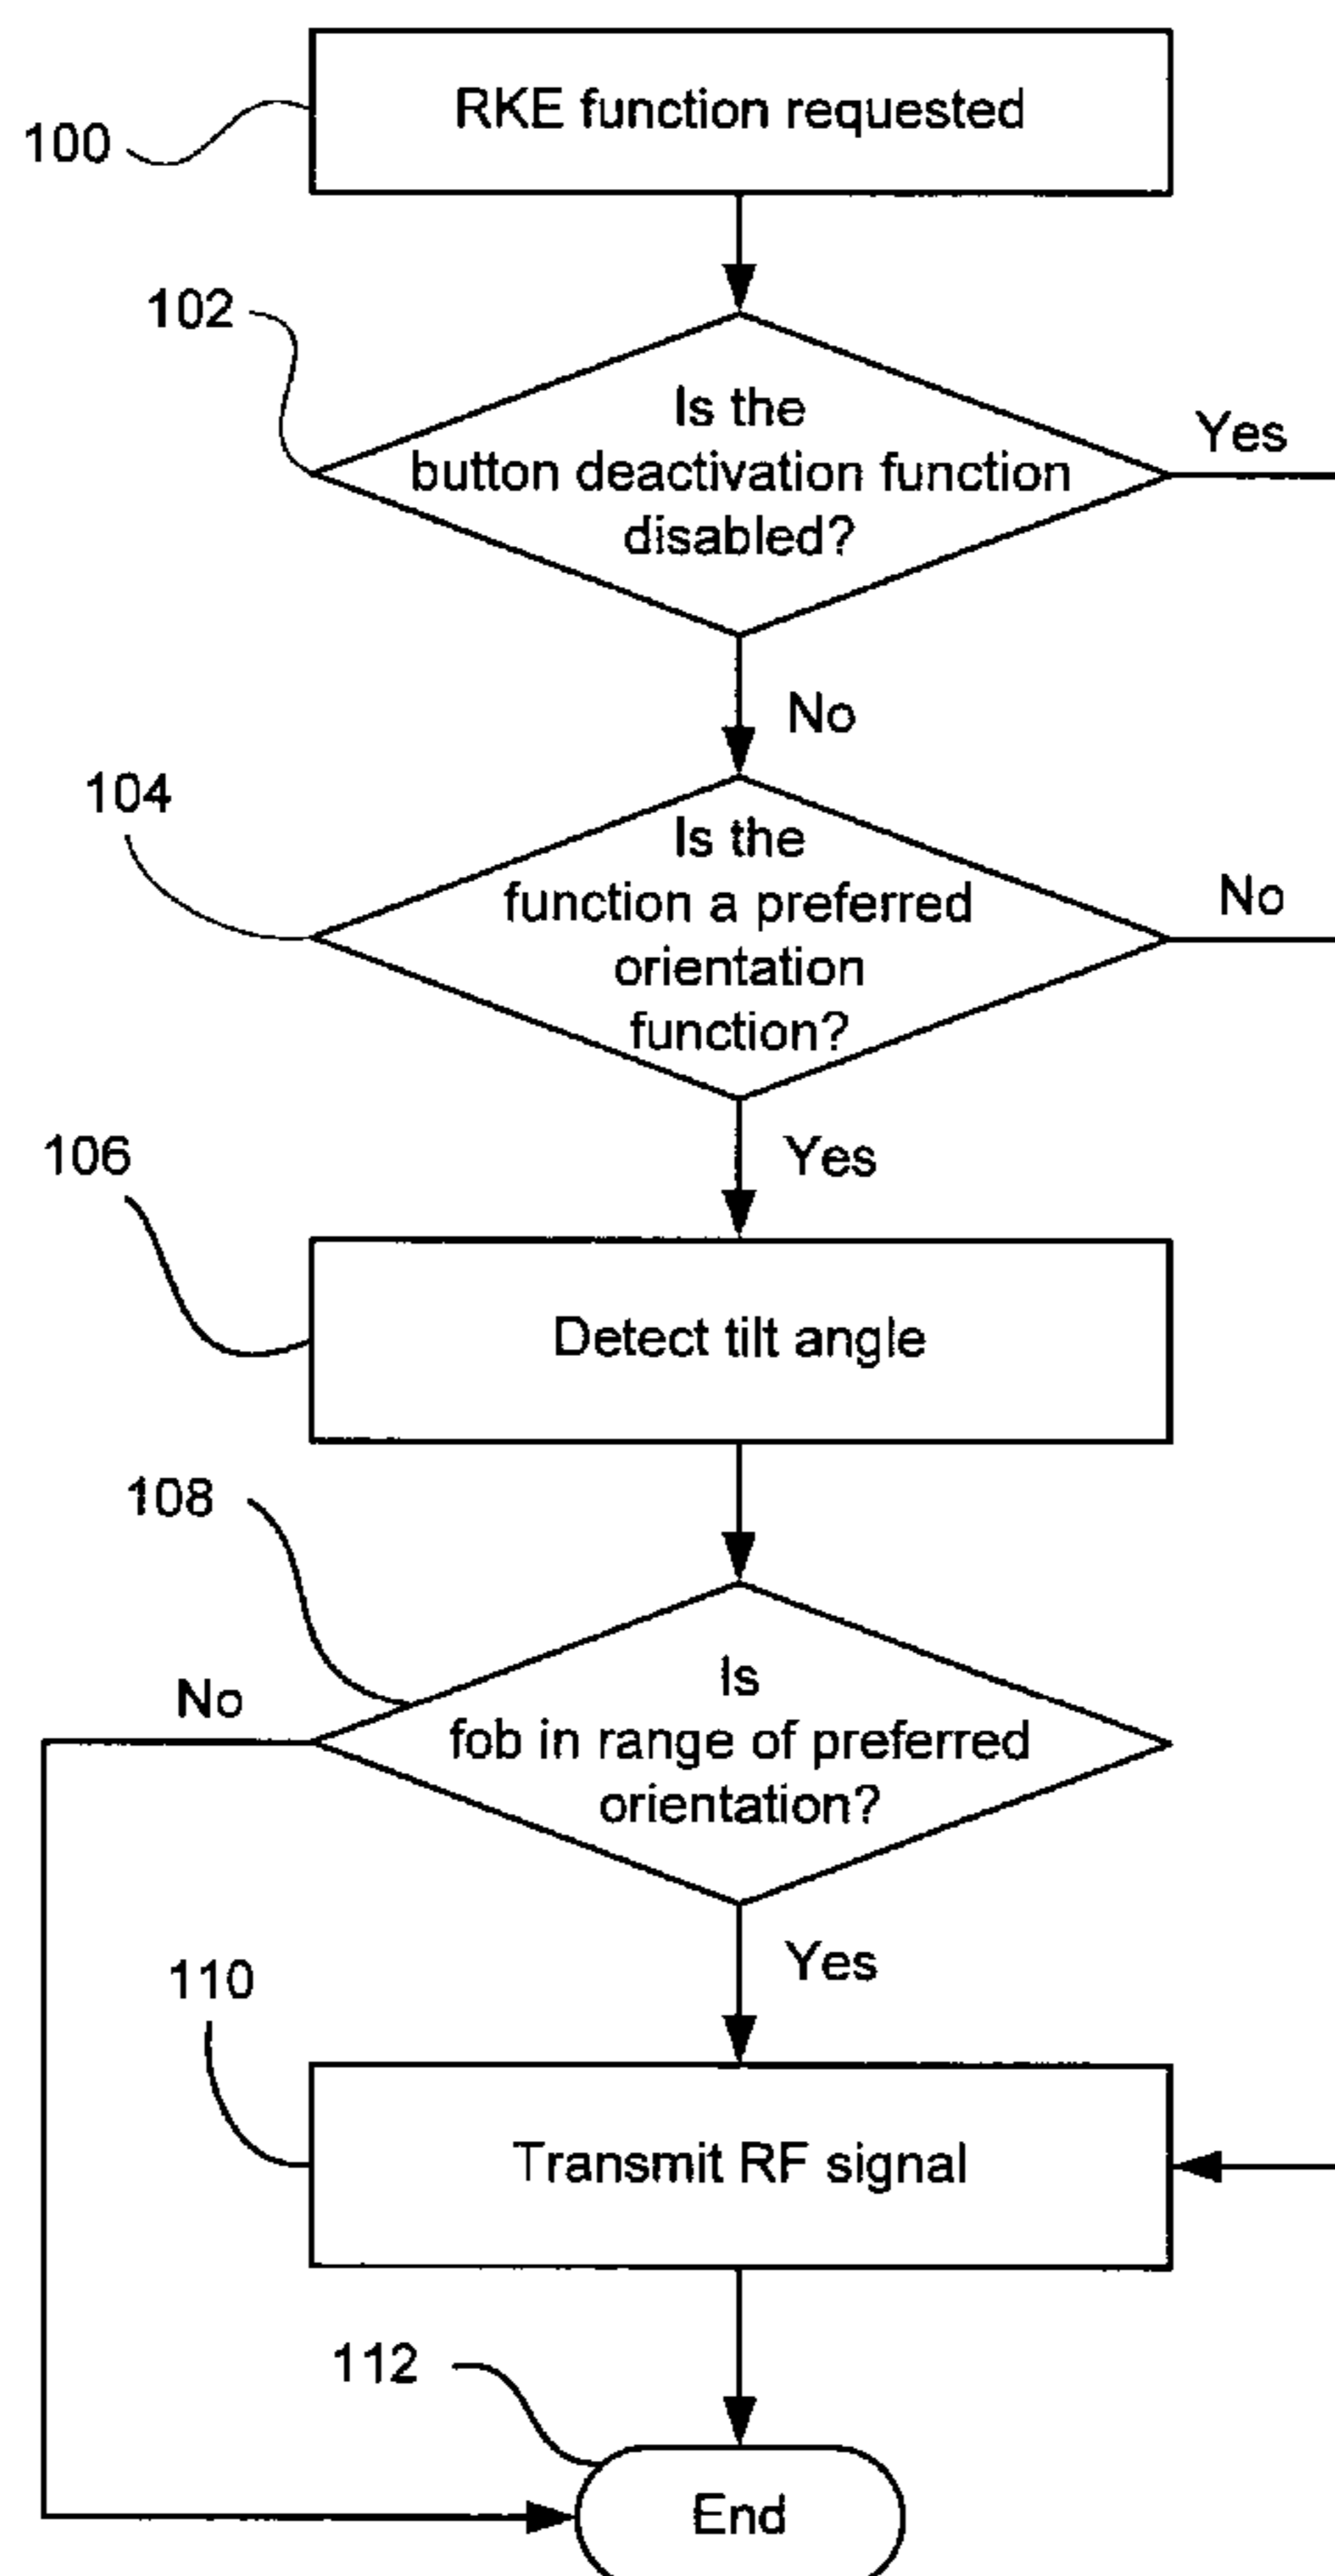 RKE function requested
100
102
Is the
button deactivation function
disabled?
Yes
No
104
Is the
function a preferred
orientation
function?
No
Yes
106
Detect tilt angle
108
Is
fob in range of preferred
orientation?
No
Yes
110
Transmit RF signal
112
End